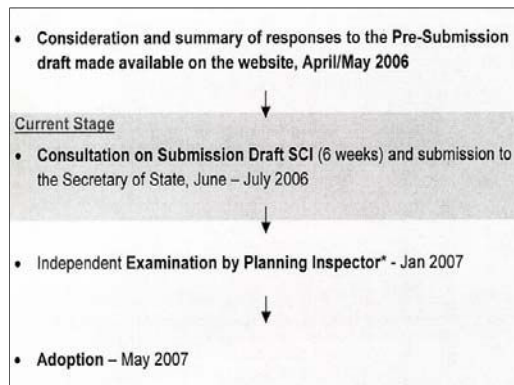 • Consideration and summary of responses to the Pre-Submission
draft made available on the website, April/May 2006
Current Stage
• Consultation on Submission Draft SCI (6 weeks) and submission to
the Secretary of State, June – July 2006
• Independent Examination by Planning Inspector* - Jan 2007
• Adoption – May 2007